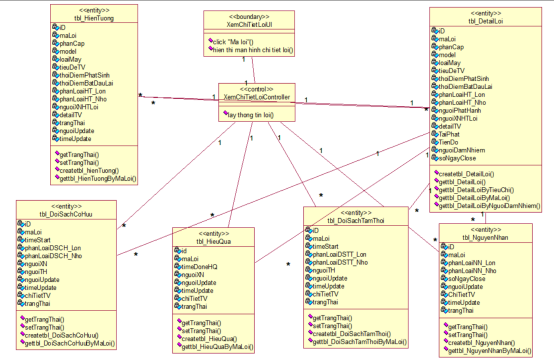 <<entity>>
tbl_HienTuong
iD
maLoi
phanCap
model
loaiMay
tieuDeTV
thoiDiemPhatSinh
thoiDiemBatDauLai
phanLoaiHT_Lon
phanLoaiHT_Nho
nguoiXNHTLoi
detailTV
trangThai
nguoiUpdate
timeUpdate
getTrangThai()
setTrangThai()
createtbl_hienTuong()
gettbl_HienTuongByMaLoi()
<<boundary>>
XemChiTietLoiUI
click "Ma loi"()
hien thi man hinh chi tiet loi()
1
1
<<control>>
XemChiTietLoiController
lay thong tin loi()
<<entity>>
tbl_DetailLoi
iD
maLoi
phanCap
model
loaiMay
tieuDeTV
thoiDiemPhatSinh
thoiDiemBatDauLai
phanLoaiHT_Lon
phanLoaiHT_Nho
nguoiPhatHanh
nguoiXNHTLoi
detailTV
TaiPhat
TienDo
nguoiDamNhiem
soNgayClose
createtbl_DetailLoi()
gettbl_DetailLoiByTieuChi()
gettbl_DetailLoiByMaLoi()
gettbl_DetailLoiByNguoiDamNhiem()
<<entity>>
tbl_DoiSachCoHuu
iD
maLoi
timeStart
phanLoaiDSCH_Lon
phanLoaiDSCH_Nho
nguoiXN
nguoiTH
nguoiUpdate
timeUpdate
chiTietTV
trangThai
getTrangThai()
setTrangThai()
createtbl_DoiSachCoHuu()
gettbl_DoiSachCoHuuByMaLoi()
<<entity>>
tbl_HieuQua
id
maLoi
timeDoneHQ
nguoiXN
nguoiUpdate
timeUpdate
chiTietTV
trangThai
getTrangThai()
setTrangThai()
createtbl_HieuQua()
gettbl_HieuQuaByMaLoi()
<<entity>>
tbl_DoiSachTamThoi
iD
maLoi
timeStart
phanLoaiDSTT_Lon
phanLoaiDSTT_Nho
nguoiTH
nguoiUpdate
timeUpdate
chiTietTV
trangThai
getTrangThai()
setTrangThai()
createtbl_DoiSachTamThoi()
gettbl_DoiSachTamThoiByMaLoi()
<<entity>>
tbl_NguyenNhan
iD
maLoi
phanLoaiNN_Lon
phanLoaiNN_Nho
soNgayClose
nguoiUpdate
ChiTietTV
timeUpdate
trangThai
getTrangThai()
setTrangThai()
createtbl_NguyenNhan()
gettbl_NguyenNhanByMaLoi()